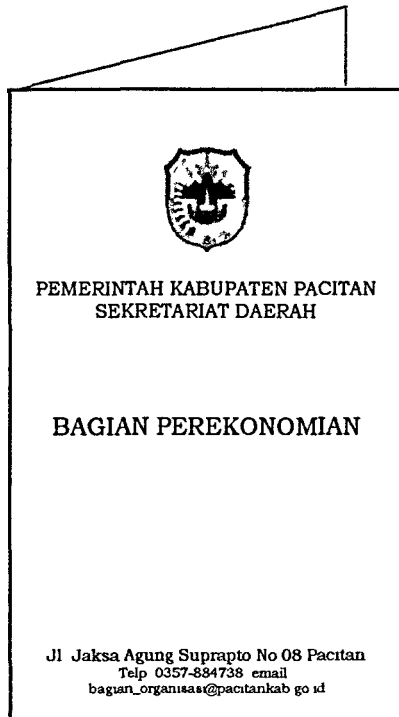 PEMERINTAH KABUPATEN PACITAN
SEKRETARIAT DAERAH
BAGIAN PEREKONOMIAN
Jl Jaksa Agung Suprapto No 08 Pacitan
Telp 0357-884738 email
bagian_organisasi@pacitankab go id